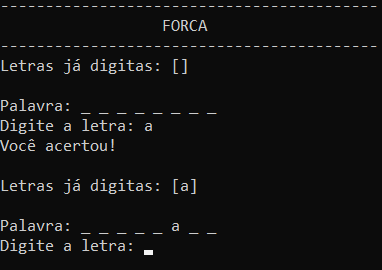 ------------------------------------------
FORCA
------------------------------------------
Letras já digitas: []
Palavra: _ _ _ _ _ _ _ _
Digite a letra: a
Você acertou!
Letras já digitas: [a]
Palavra: _ _ _ _ _ a _ _
Digite a letra: